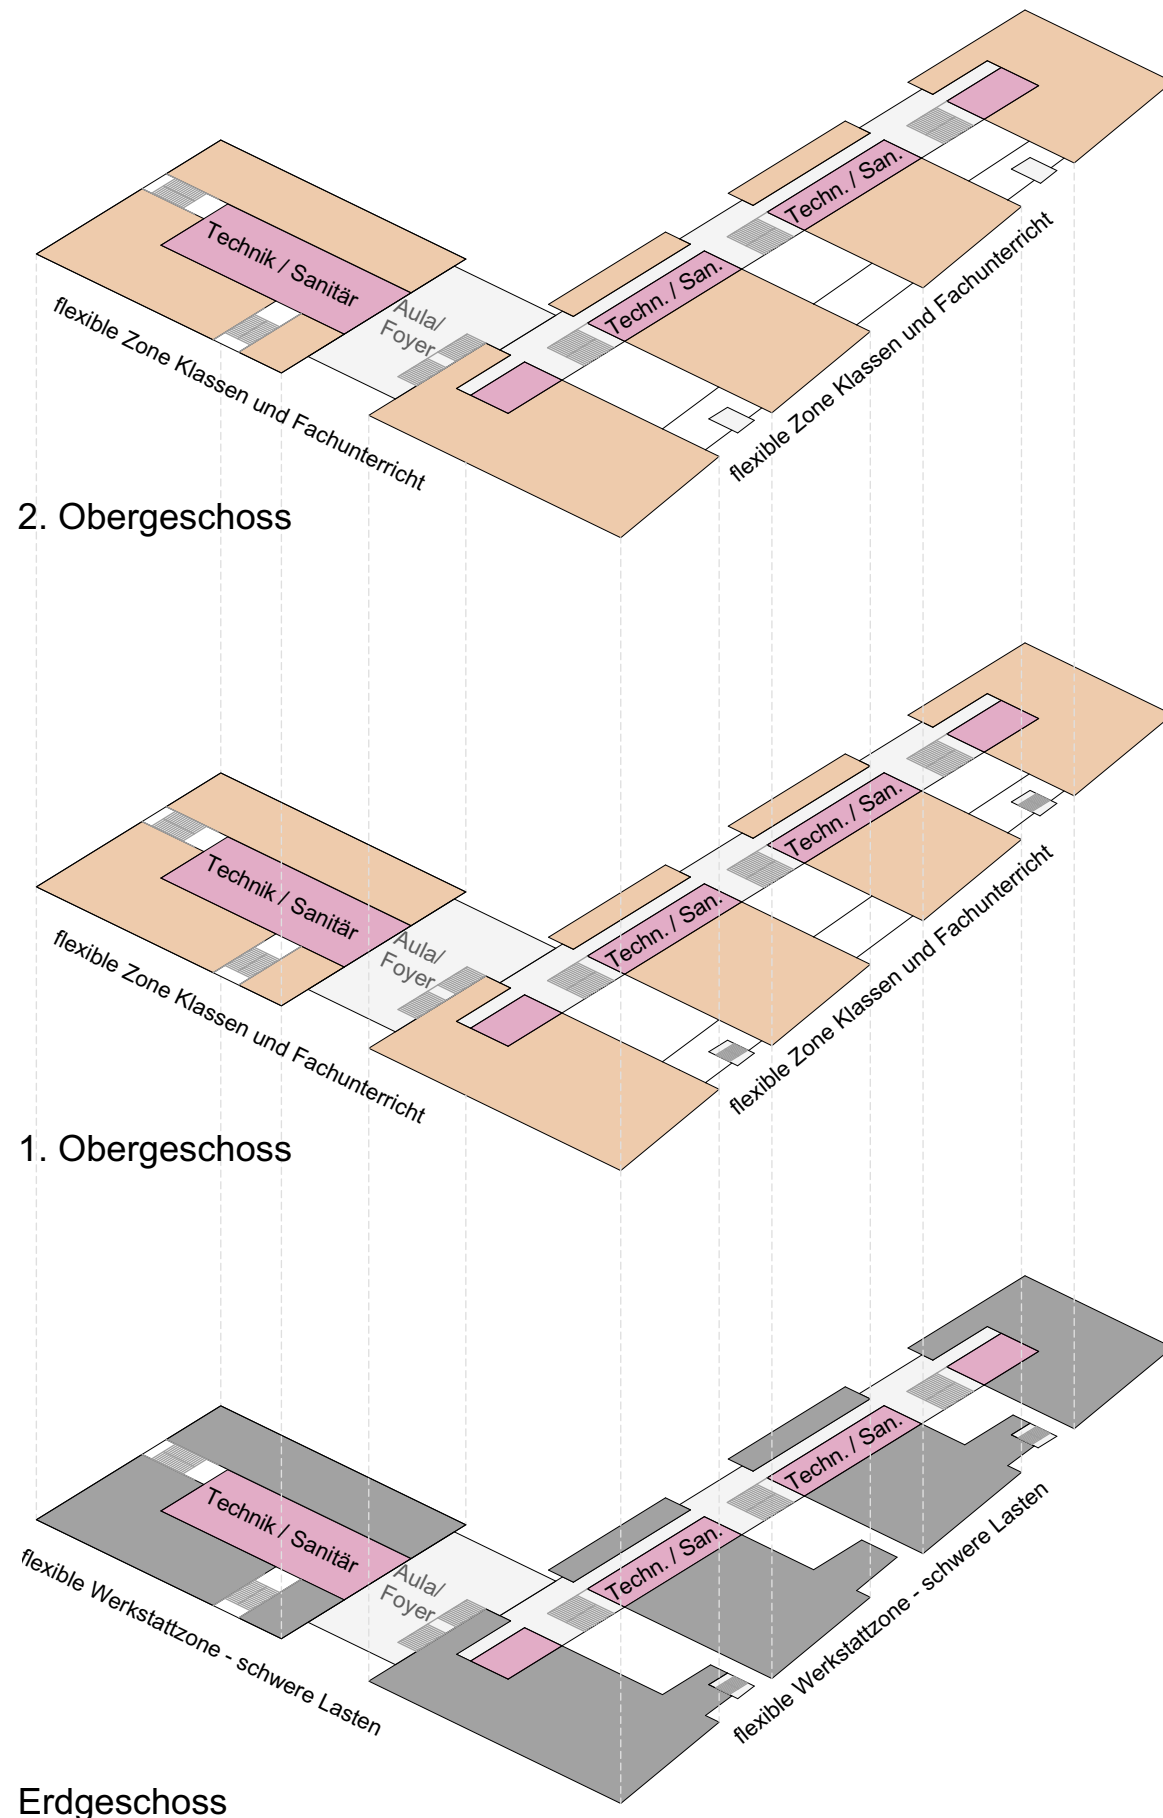 Technik / Sanitär
Aula/
Foyer
Techn. / San.
Techn. / San.
flexible Zone Klassen und Fachunterricht
flexible Zone Klassen und Fachunterricht
2. Obergeschoss
Technik / Sanitär
Aula/
Foyer
Techn. / San.
Techn. / San.
flexible Zone Klassen und Fachunterricht
flexible Zone Klassen und Fachunterricht
1. Obergeschoss
Technik / Sanitär
Aula/
Foyer
Techn. / San.
Techn. / San.
flexible Werkstattzone - schwere Lasten
flexible Werkstattzone - schwere Lasten
Erdgeschoss